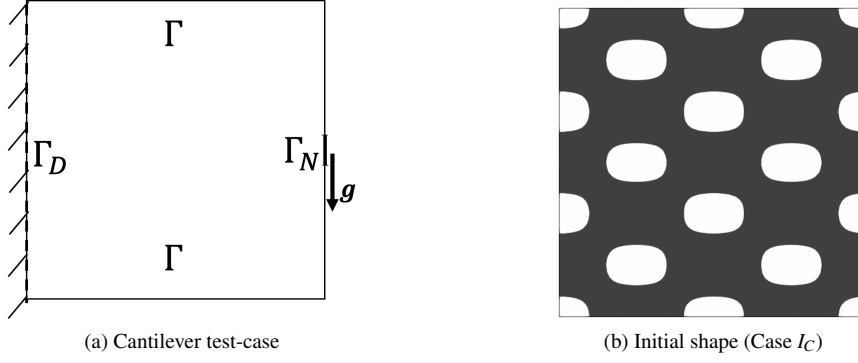 Γ
Γ_D
Γ_N
g
Γ
(a) Cantilever test-case
(b) Initial shape (Case I_C)